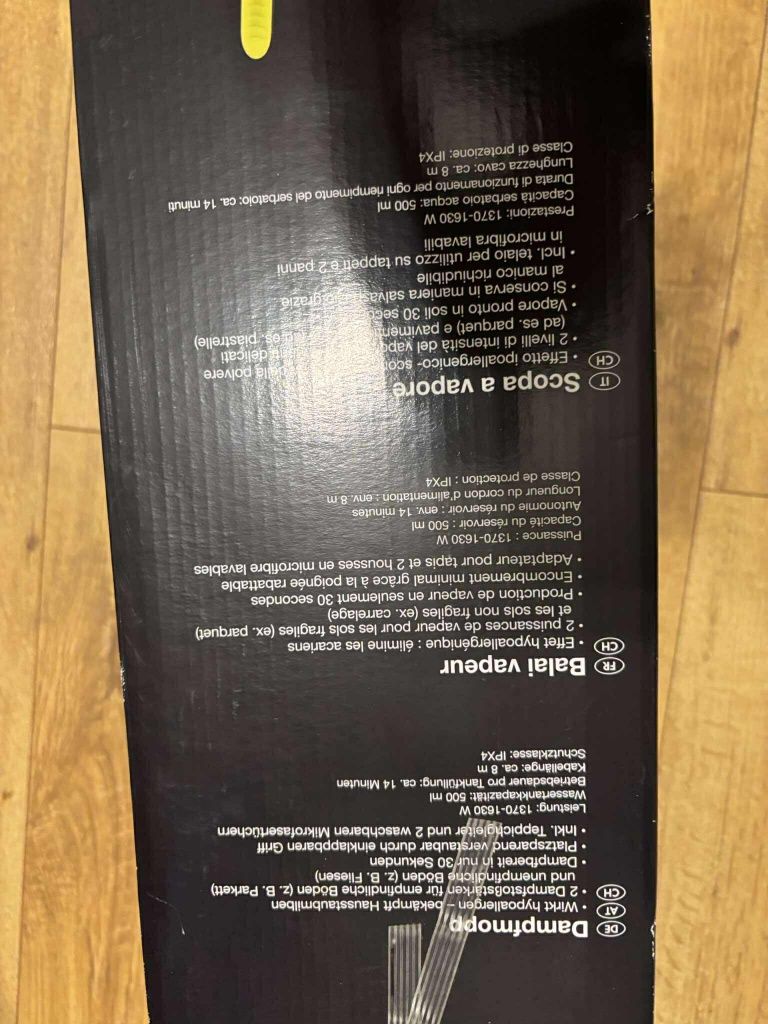 DE
AT
CH
Dampfmopp
• Wirkt hypoallergen – bekämpft Hausstaubmilben
• 2 Dampfstoßstärken für empfindliche Böden (z. B. Parkett)
und unempfindliche Böden (z. B. Fliesen)
• Dampfbereit in nur 30 Sekunden
• Platzsparend verstaubar durch einklappbaren Griff
• Inkl. Teppichgleiter und 2 waschbaren Mikrofasertüchern
Leistung: 1370-1630 W
Wassertankkapazität: 500 ml
Betriebsdauer pro Tankfüllung: ca. 14 Minuten
Kabellänge: ca. 8 m
Schutzklasse: IPX4
FR
CH
Balai vapeur
• Effet hypoallergénique : élimine les acariens
• 2 puissances de vapeur pour les sols fragiles (ex. parquet)
et les sols non fragiles (ex. carrelage)
• Production de vapeur en seulement 30 secondes
• Encombrement minimal grâce à la poignée rabattable
• Adaptateur pour tapis et 2 housses en microfibre lavables
Puissance : 1370-1630 W
Capacité du réservoir : 500 ml
Autonomie du réservoir : env. 14 minutes
Longueur du cordon d'alimentation : env. 8 m
Classe de protection : IPX4
IT
CH
Scopa a vapore
• Effetto ipoallergenico- della polvere
• 2 livelli di intensità del delicati
(ad es. parquet) e es. piastrelle)
• Vapore pronto in soli 30
• Si conserva in maniera grazie
al manico richiudibile
• Incl. telaio per utilizzo su tappeti e 2 panni
in microfibra lavabili
Prestazioni: 1370-1630 W
Capacità serbatoio acqua: 500 ml
Durata di funzionamento per ogni riempimento del serbatoio: ca. 14 minuti
Lunghezza cavo: ca. 8 m
Classe di protezione: IPX4